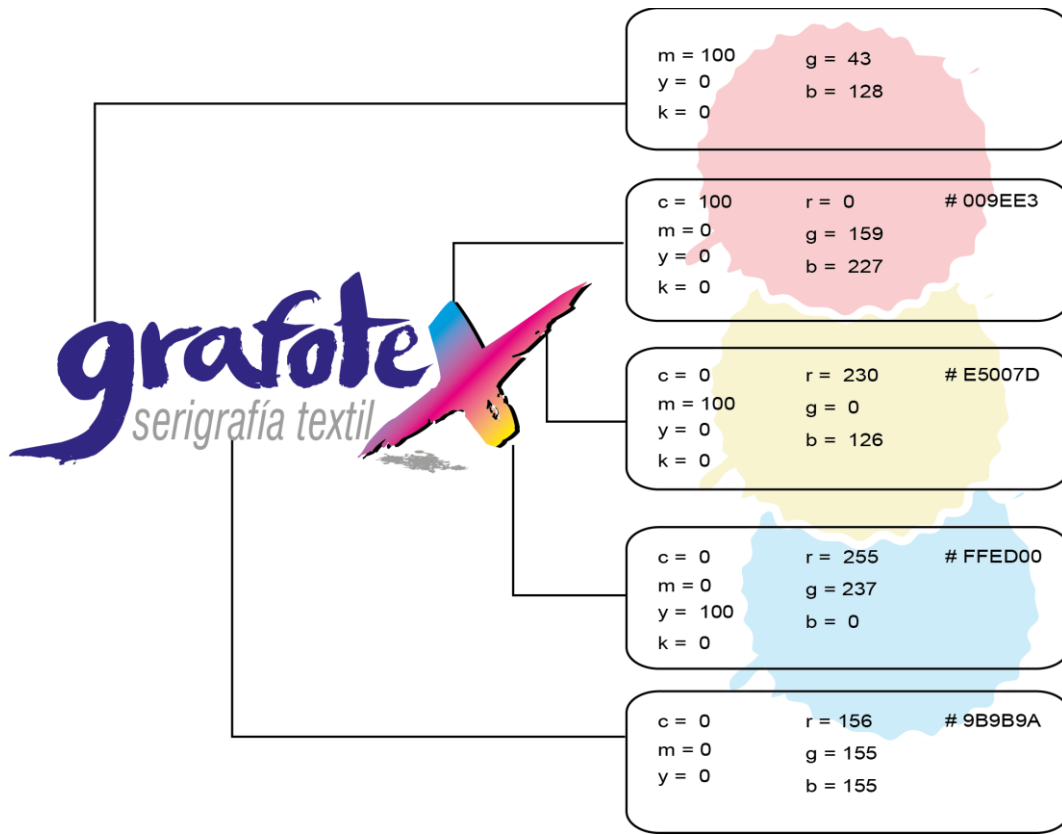 m = 100 g = 43
y = 0 b = 128
k = 0
c = 100 r = 0 # 009EE3
m = 0 g = 159
y = 0 b = 227
k = 0
grafotex
serigrafía textil
c = 0 r = 230 # E5007D
m = 100 g = 0
y = 0 b = 126
k = 0
c = 0 r = 255 # FFED00
m = 0 g = 237
y = 100 b = 0
k = 0
c = 0 r = 156 # 9B9B9A
m = 0 g = 155
y = 0 b = 155